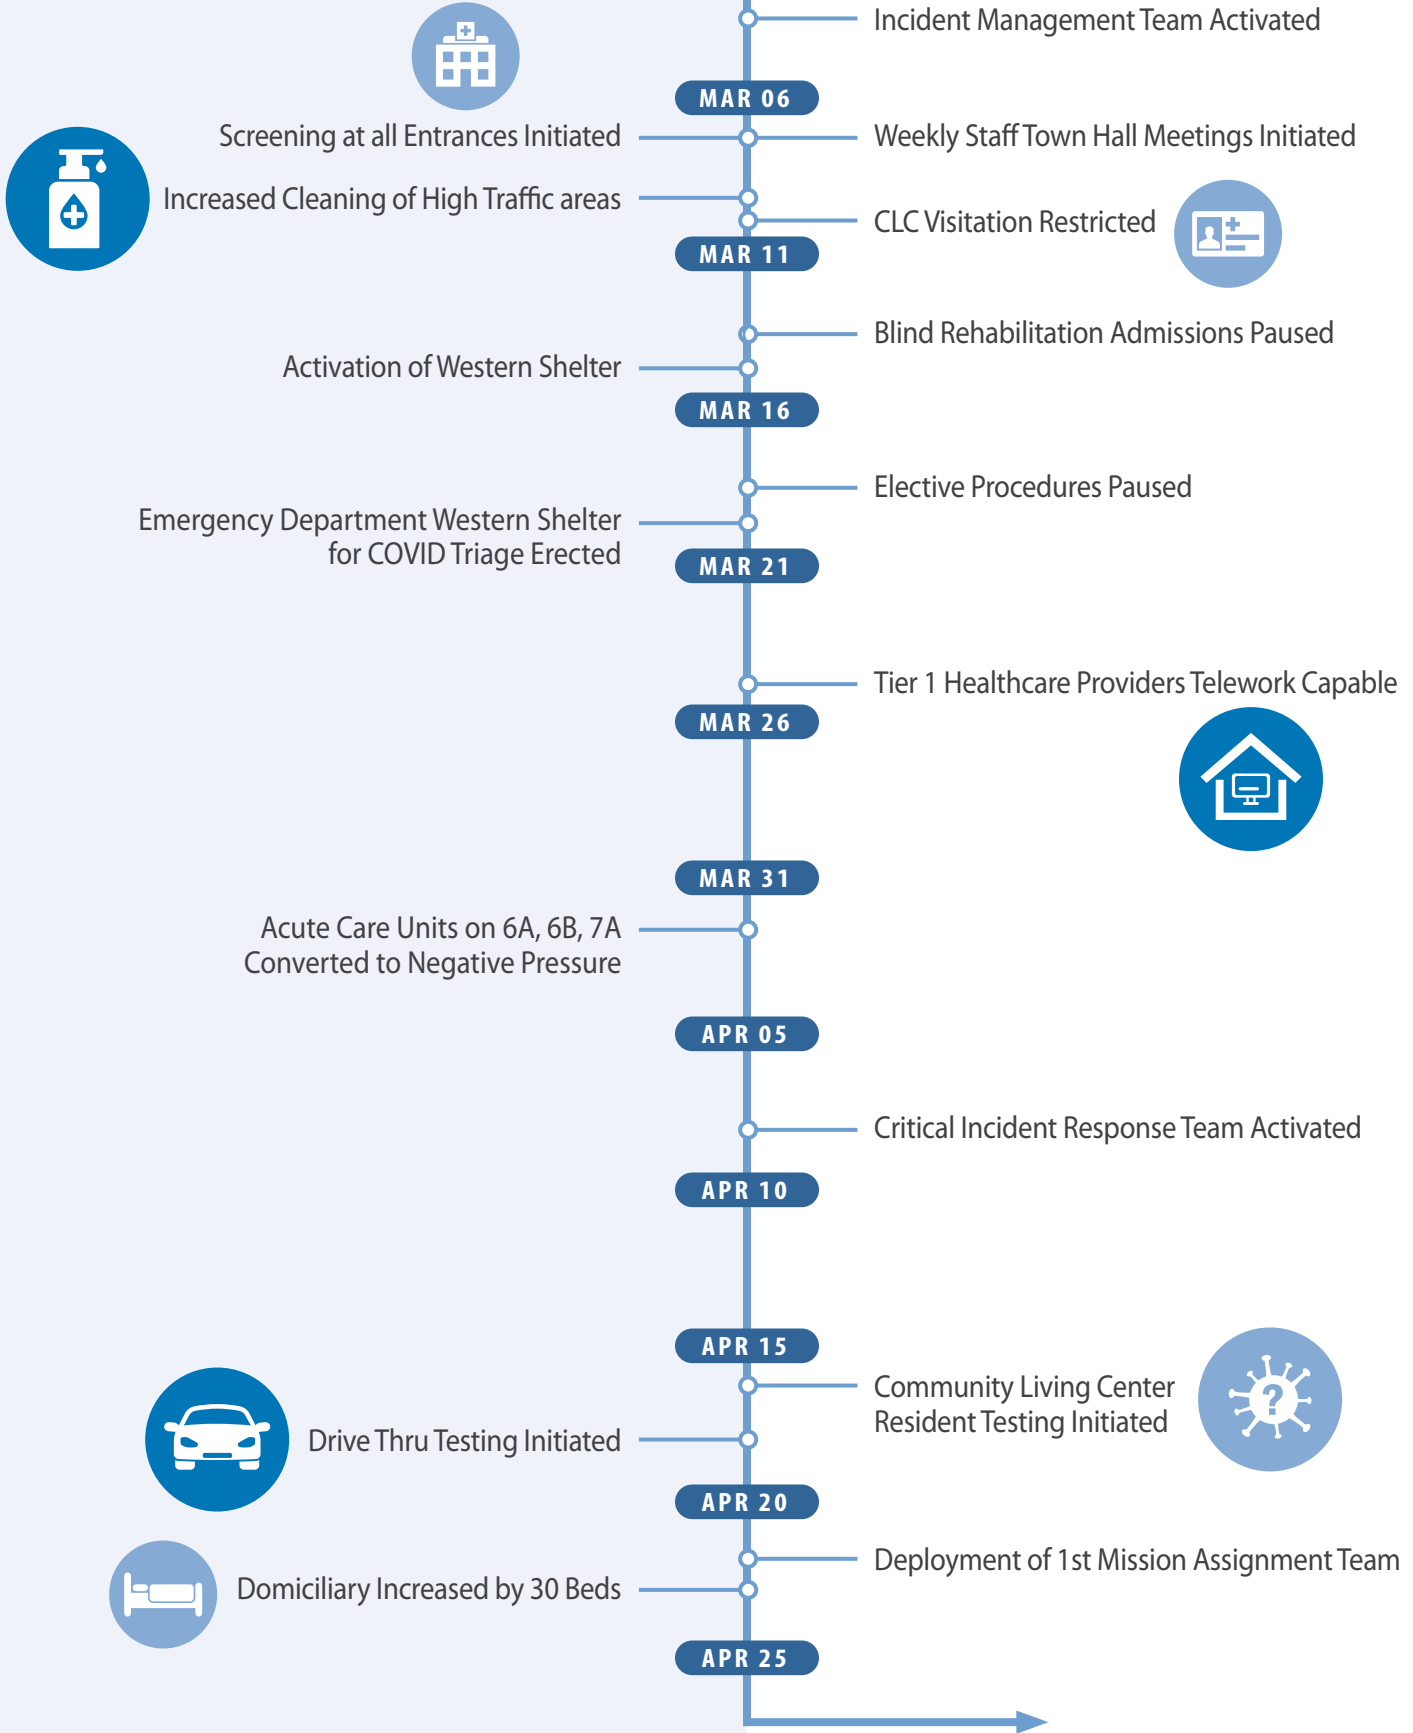 Incident Management Team Activated
MAR 06
Screening at all Entrances Initiated
Weekly Staff Town Hall Meetings Initiated
Increased Cleaning of High Traffic areas
CLC Visitation Restricted
MAR 11
Blind Rehabilitation Admissions Paused
Activation of Western Shelter
MAR 16
Elective Procedures Paused
Emergency Department Western Shelter
for COVID Triage Erected
MAR 21
Tier 1 Healthcare Providers Telework Capable
MAR 26
MAR 31
Acute Care Units on 6A, 6B, 7A
Converted to Negative Pressure
APR 05
Critical Incident Response Team Activated
APR 10
APR 15
Community Living Center
Resident Testing Initiated
?
Drive Thru Testing Initiated
APR 20
Deployment of 1st Mission Assignment Team
Domiciliary Increased by 30 Beds
APR 25